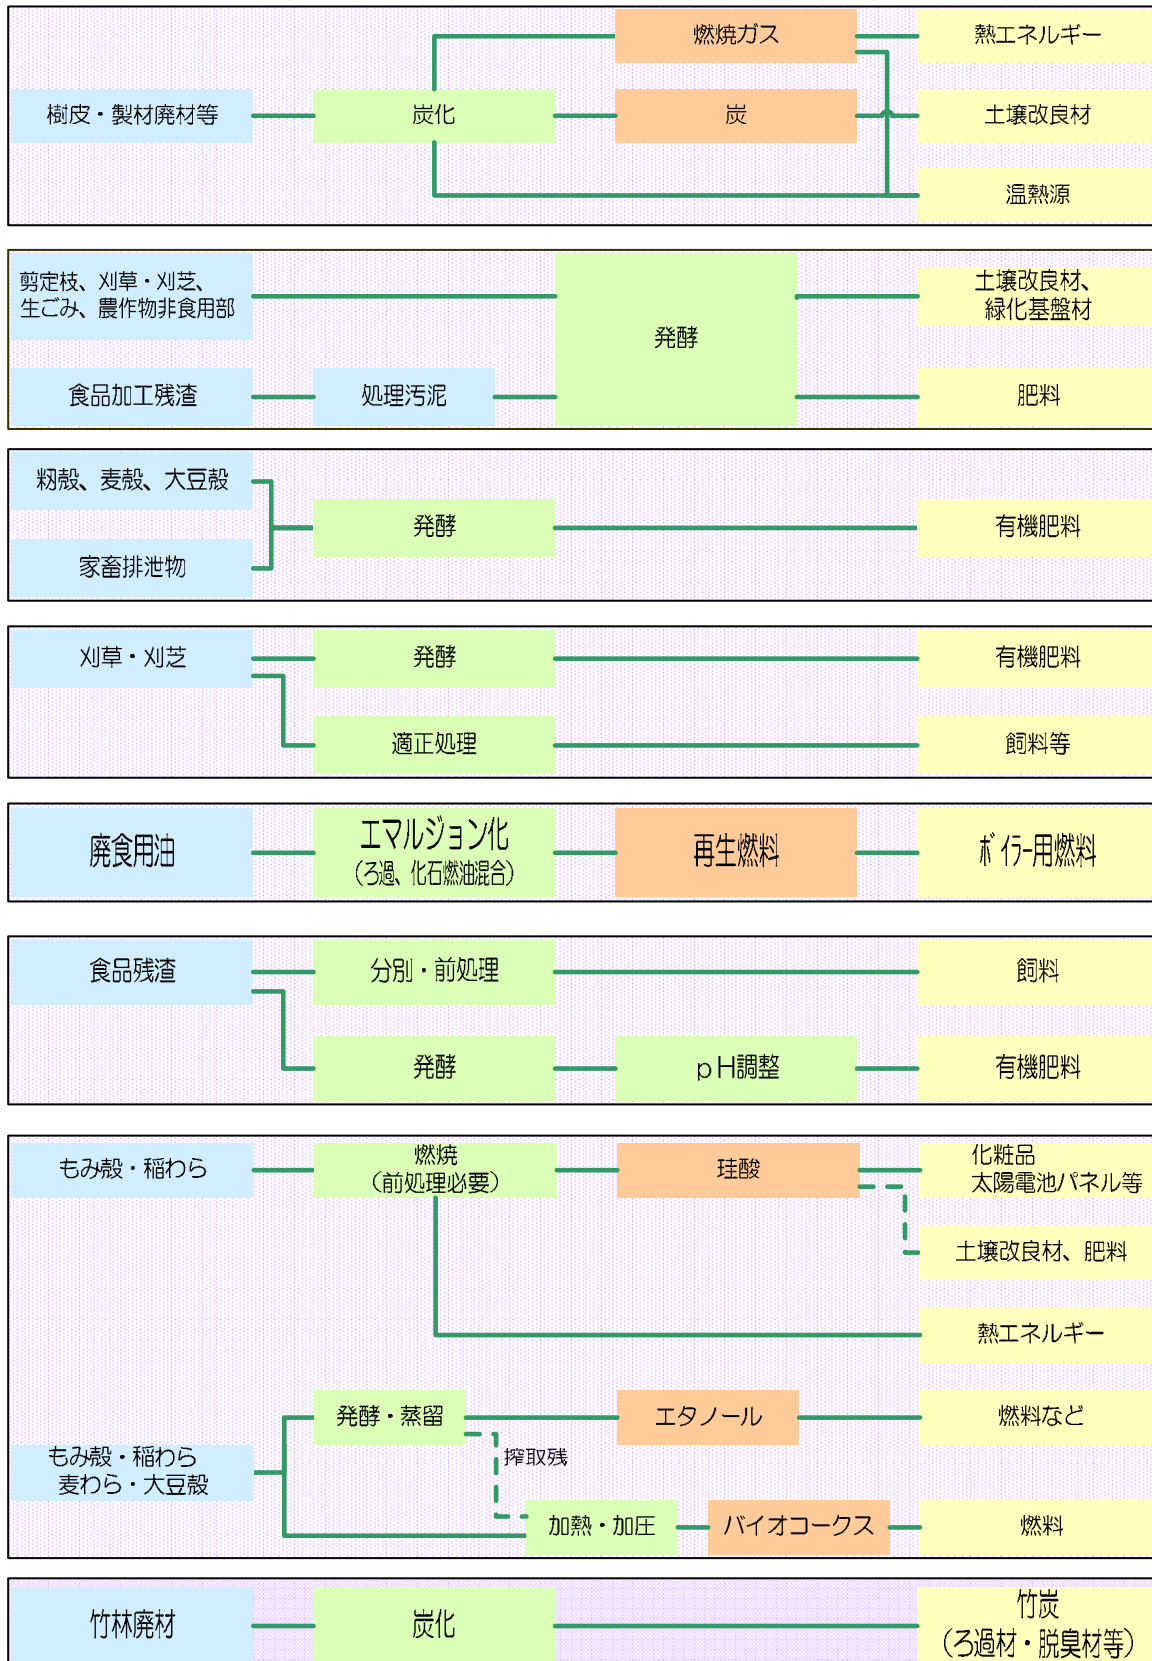 燃焼ガス
熱エネルギー
樹皮・製材廃材等
炭化
炭
土壌改良材
温熱源
剪定枝、刈草・刈芝、
生ごみ、農作物非食用部
発酵
土壌改良材、
緑化基盤材
食品加工残渣
処理汚泥
肥料
籾殻、麦殻、大豆殻
発酵
有機肥料
家畜排泄物
刈草・刈芝
発酵
有機肥料
適正処理
飼料等
廃食用油
エマルジョン化
(ろ過、化石燃油混合)
再生燃料
ボイラー用燃料
食品残渣
分別・前処理
飼料
発酵
pH調整
有機肥料
もみ殻・稲わら
燃焼
(前処理必要)
珪酸
化粧品
太陽電池パネル等
土壌改良材、肥料
熱エネルギー
発酵・蒸留
エタノール
燃料など
搾取残
もみ殻・稲わら
麦わら・大豆殻
加熱・加圧
バイオコークス
燃料
竹林廃材
炭化
竹炭
(ろ過材・脱臭材等)